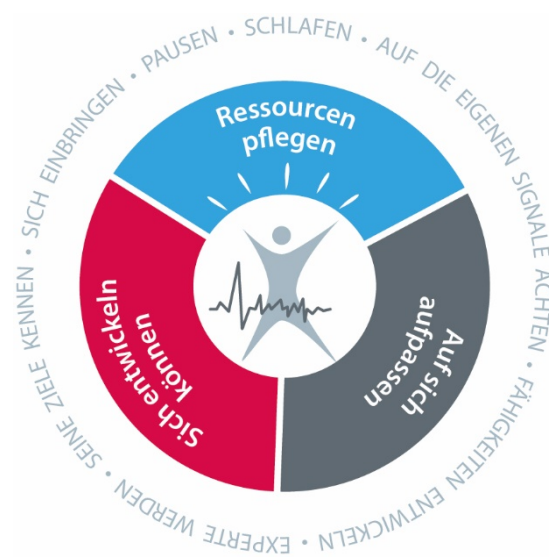 Ressourcen
pflegen
Auf sich
aufpassen
Sich entwickeln
können
SICH EINBRINGEN • PAUSEN • SCHLAFEN • AUF DIE EIGENEN SIGNALE ACHTEN • FÄHIGKEITEN ENTWICKELN • EXPERTE WERDEN • SEINE ZIELE KENNEN •